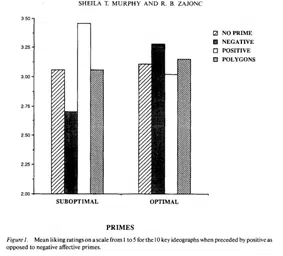 SHEILA T. MURPHY AND R. B. ZAJONC
3.50
3.25
3.00
2.75
2.50
2.25
2.00
NO PRIME
NEGATIVE
POSITIVE
POLYGONS
SUBOPTIMAL
OPTIMAL
PRIMES
Figure 1. Mean liking ratings on a scale from 1 to 5 for the 10 key ideographs when preceded by positive as
opposed to negative affective primes.